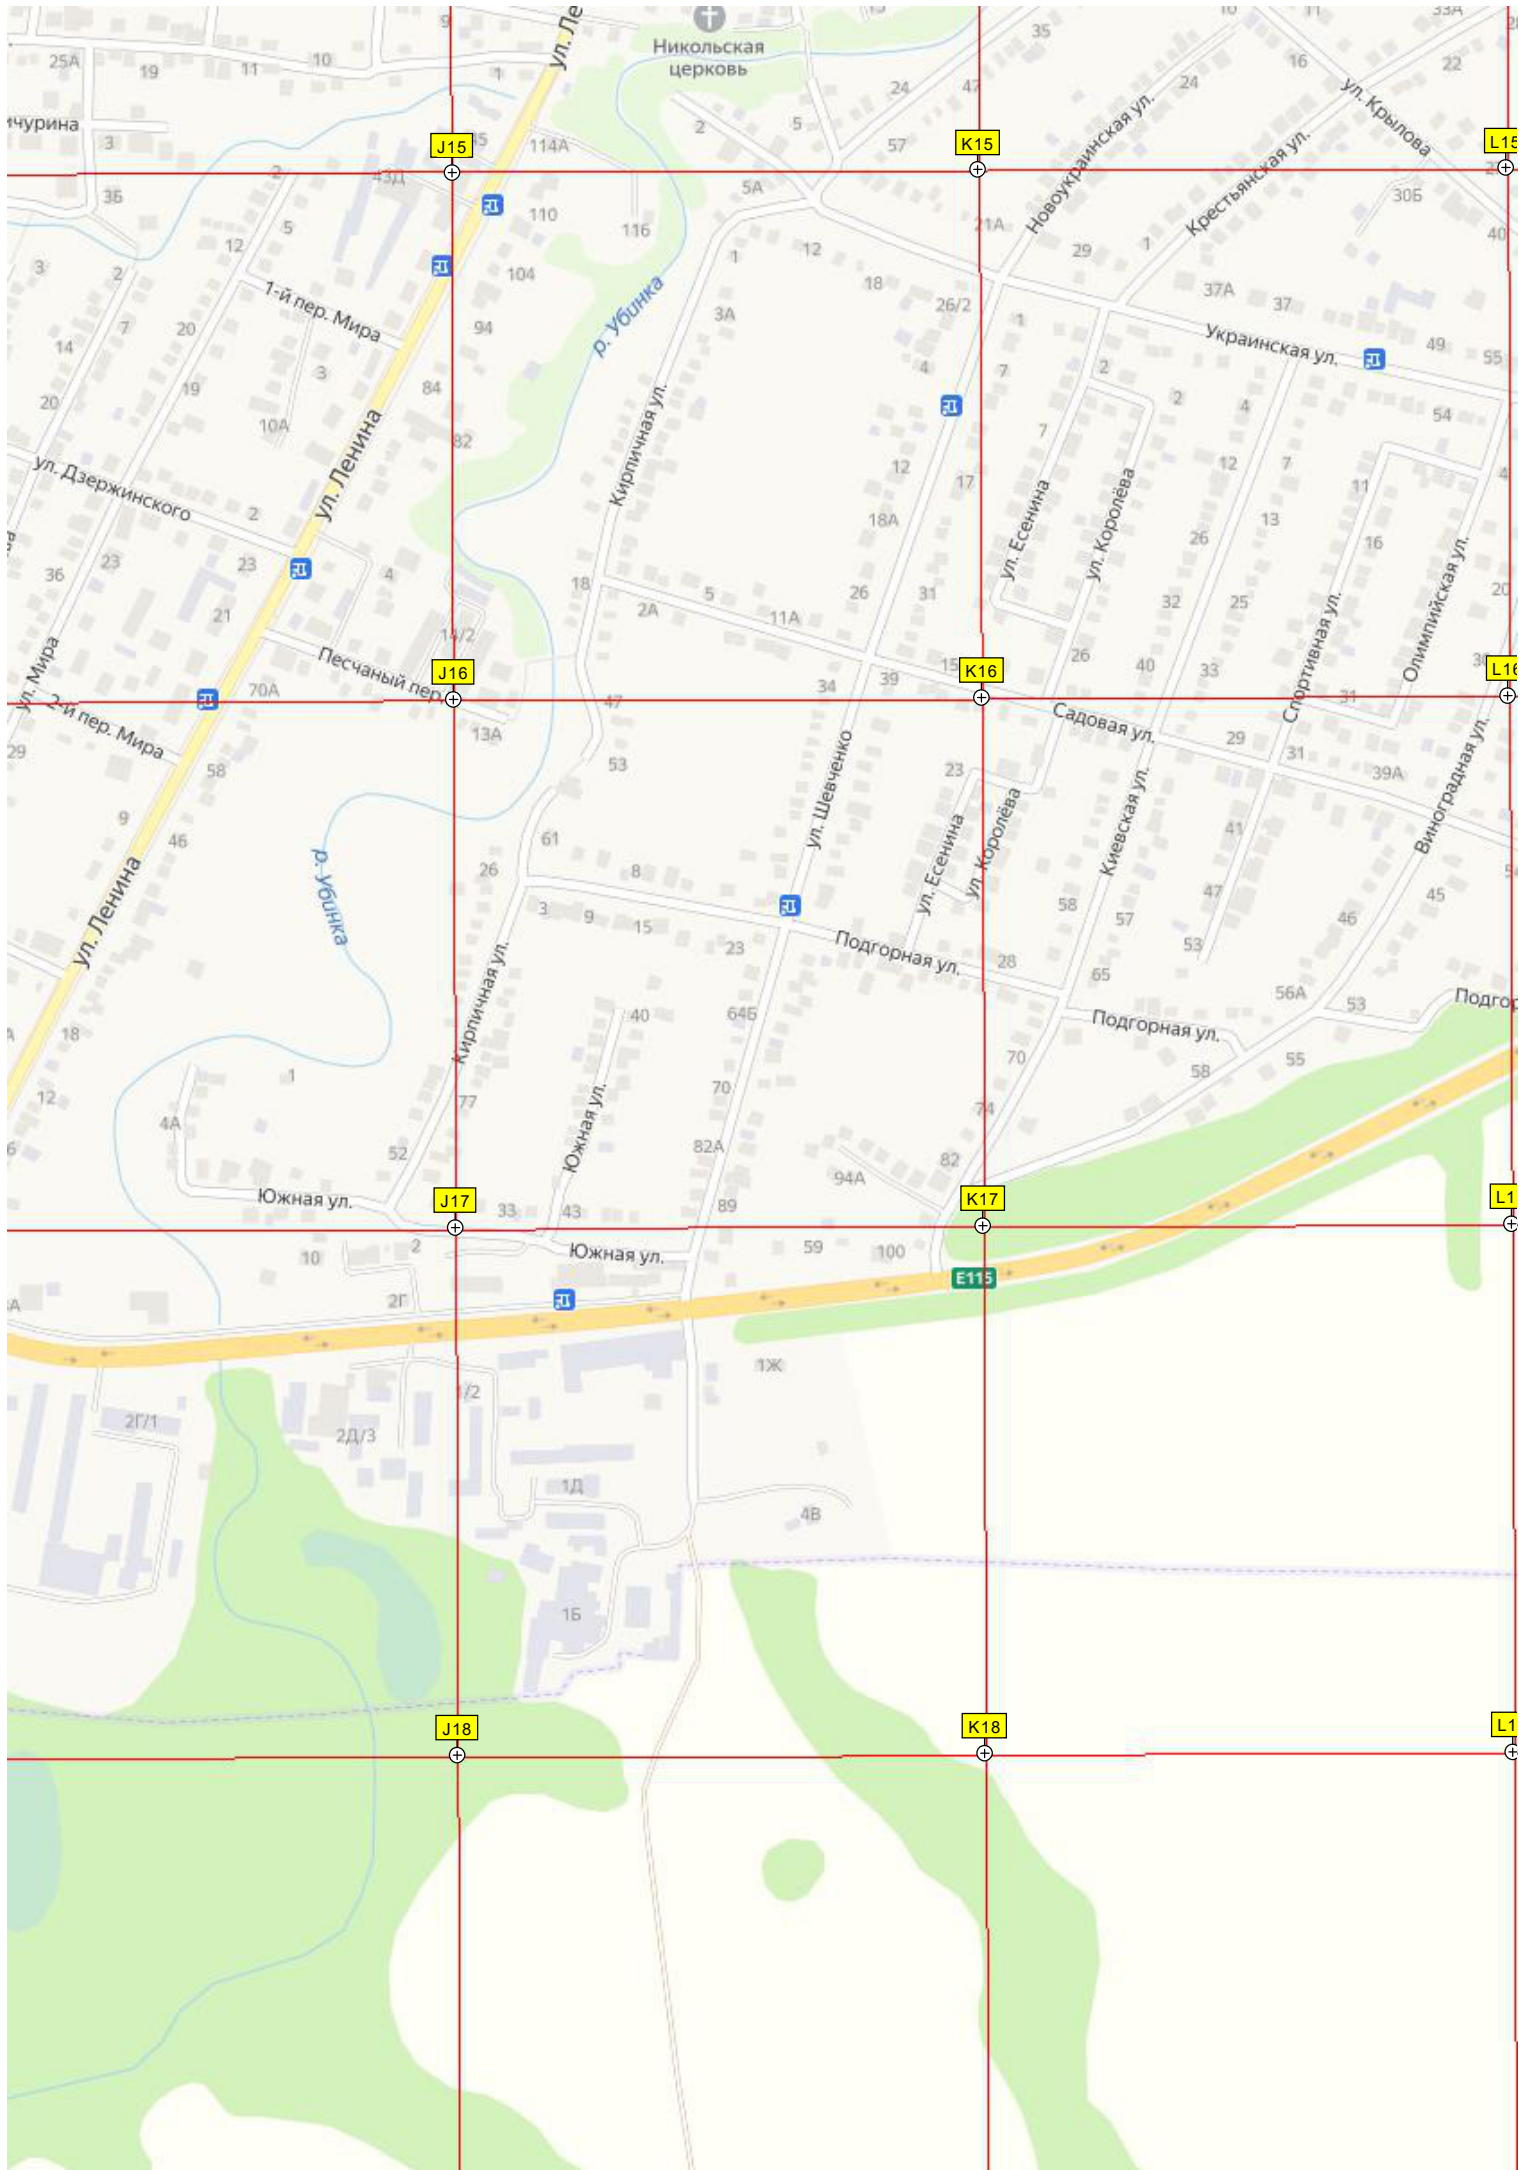 9
ул. Ле
Никольская
церковь
35
16
33А
22
25А
19
11
10
1
24
47
16
24
ул. Крылова
ичурина
3
2
5
57
Новоукраинская ул.
Крестьянская ул.
J15
114А
K15
L15
43Д
2
36
5А
30Б
5
110
116
21А
12
40
3
2
104
1
12
18
29
1
1-й пер. Мира
р. Убинка
3А
26/2
37А
37
7
20
94
1
Украинская ул.
49
55
14
3
4
7
2
19
84
2
4
20
10А
82
54
7
ул. Дзержинского
ул. Ленина
Кирпичная ул.
12
17
12
7
11
2
18А
13
23
23
26
16
36
4
18
5
26
31
ул. Есенина
ул. Королёва
20
21
2А
11А
32
25
14/2
Олимпийская ул.
Песчаный пер.
J16
15
K16
26
40
33
Спортивная ул.
L16
ул. Мира
70А
34
39
31
2-й пер. Мира
47
13А
Садовая ул.
29
29
31
58
53
23
39А
9
46
61
ул. Шевченко
41
Виноградная ул.
26
8
ул. Есенина
ул. Королёва
Киевская ул.
47
45
ул. Ленина
р. Убинка
3
9
15
58
57
46
23
Подгорная ул.
53
28
65
Кирпичная ул.
56А
53
Подгор
18
40
64Б
Подгорная ул.
70
55
1
58
12
77
70
74
4А
Южная ул.
52
82А
82
94А
Южная ул.
J17
33
43
89
K17
L1
10
2
Южная ул.
59
100
E115
2Г
1Ж
1/2
2Г/1
2Д/3
1Д
4В
1Б
J18
K18
L1